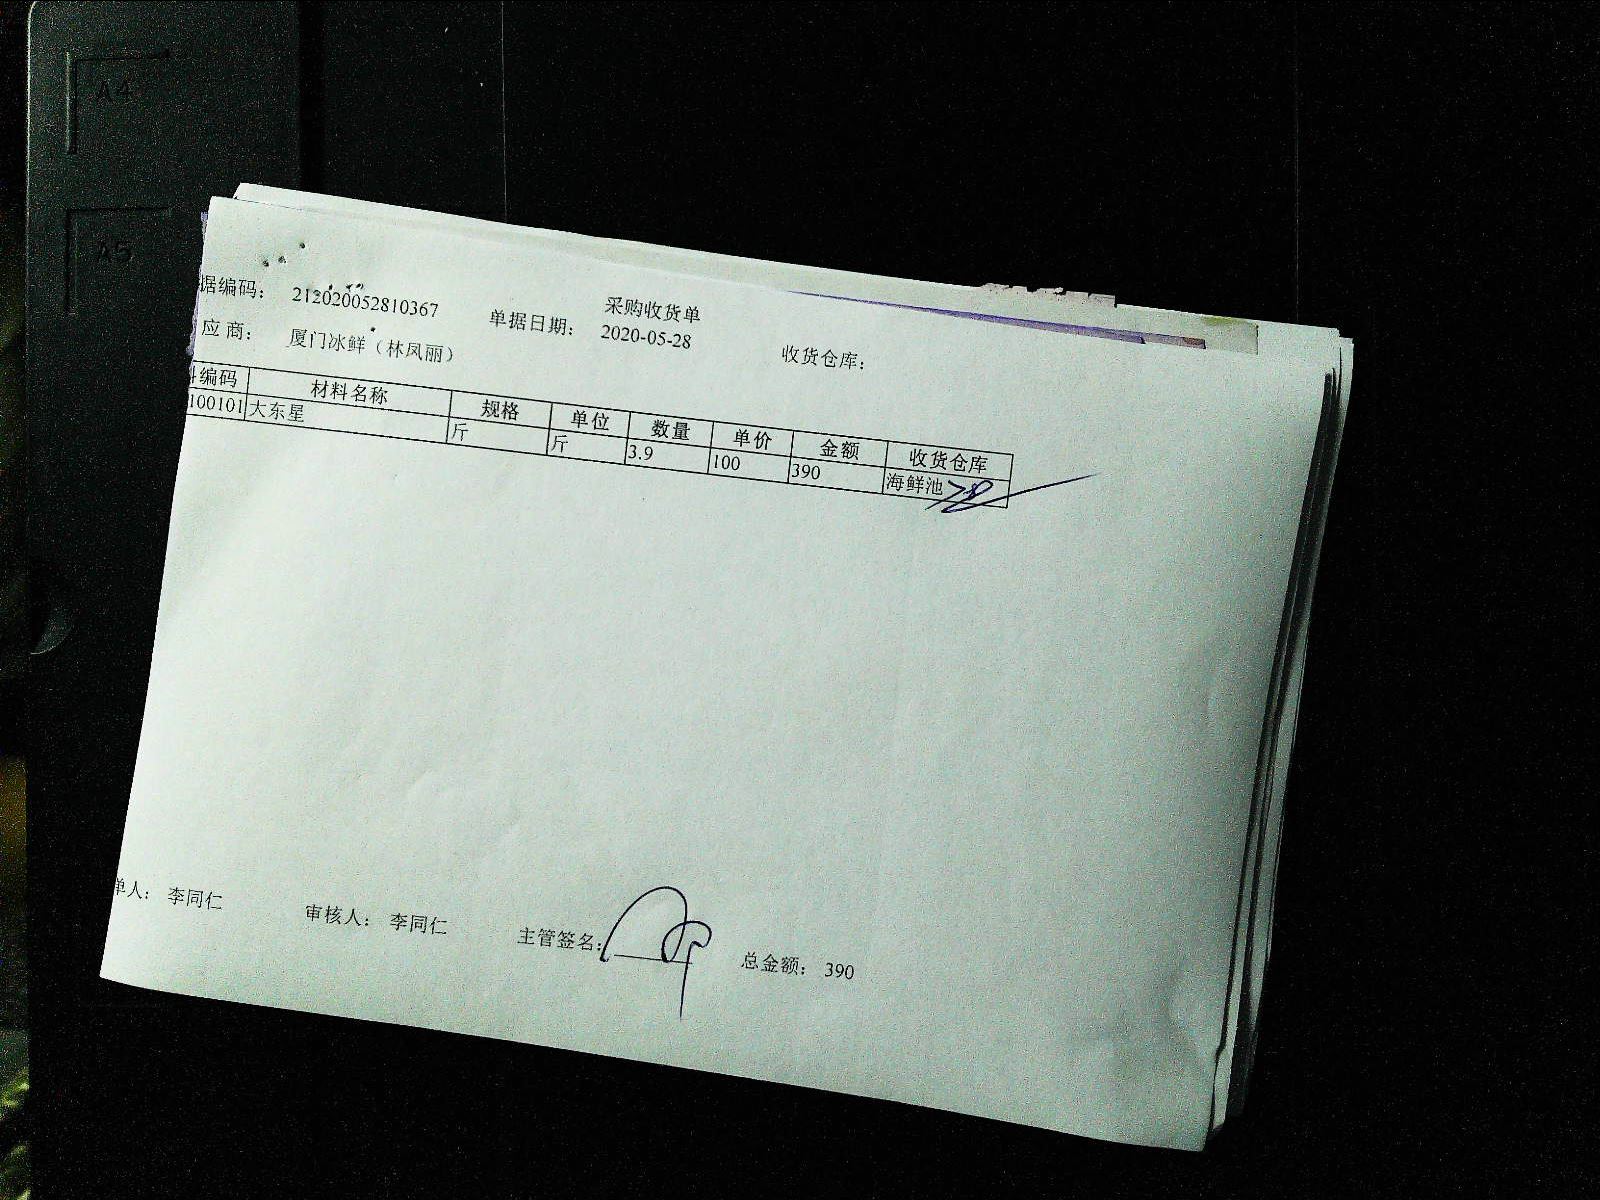 A4
A5
采购收货单
据编码： 212020052810367 单据日期： 2020-05-28 收货仓库：
应商： 厦门冰鲜（林凤丽）
编码 材料名称 规格 单位 数量 单价 金额 收货仓库
100101 大东星 斤 斤 3.9 100 390 海鲜池
单人： 李同仁 审核人： 李同仁 主管签名： 总金额： 390